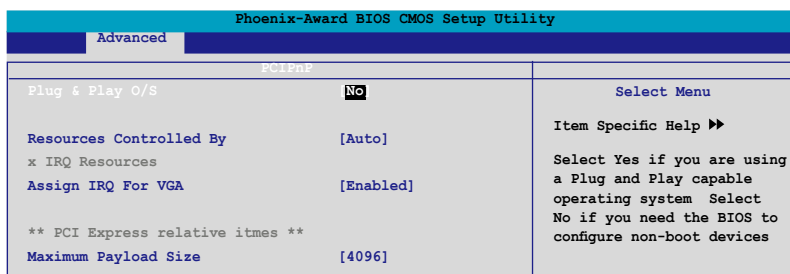 Phoenix-Award BIOS CMOS Setup Utility
Advanced
PCIPnP
Select Menu
Plug & Play O/S [No]
Resources Controlled By [Auto]
x IRQ Resources
Assign IRQ For VGA [Enabled]
** PCI Express relative itmes **
Maximum Payload Size [4096]
Item Specific Help
Select Yes if you are using
a Plug and Play capable
operating system Select
No if you need the BIOS to
configure non-boot devices